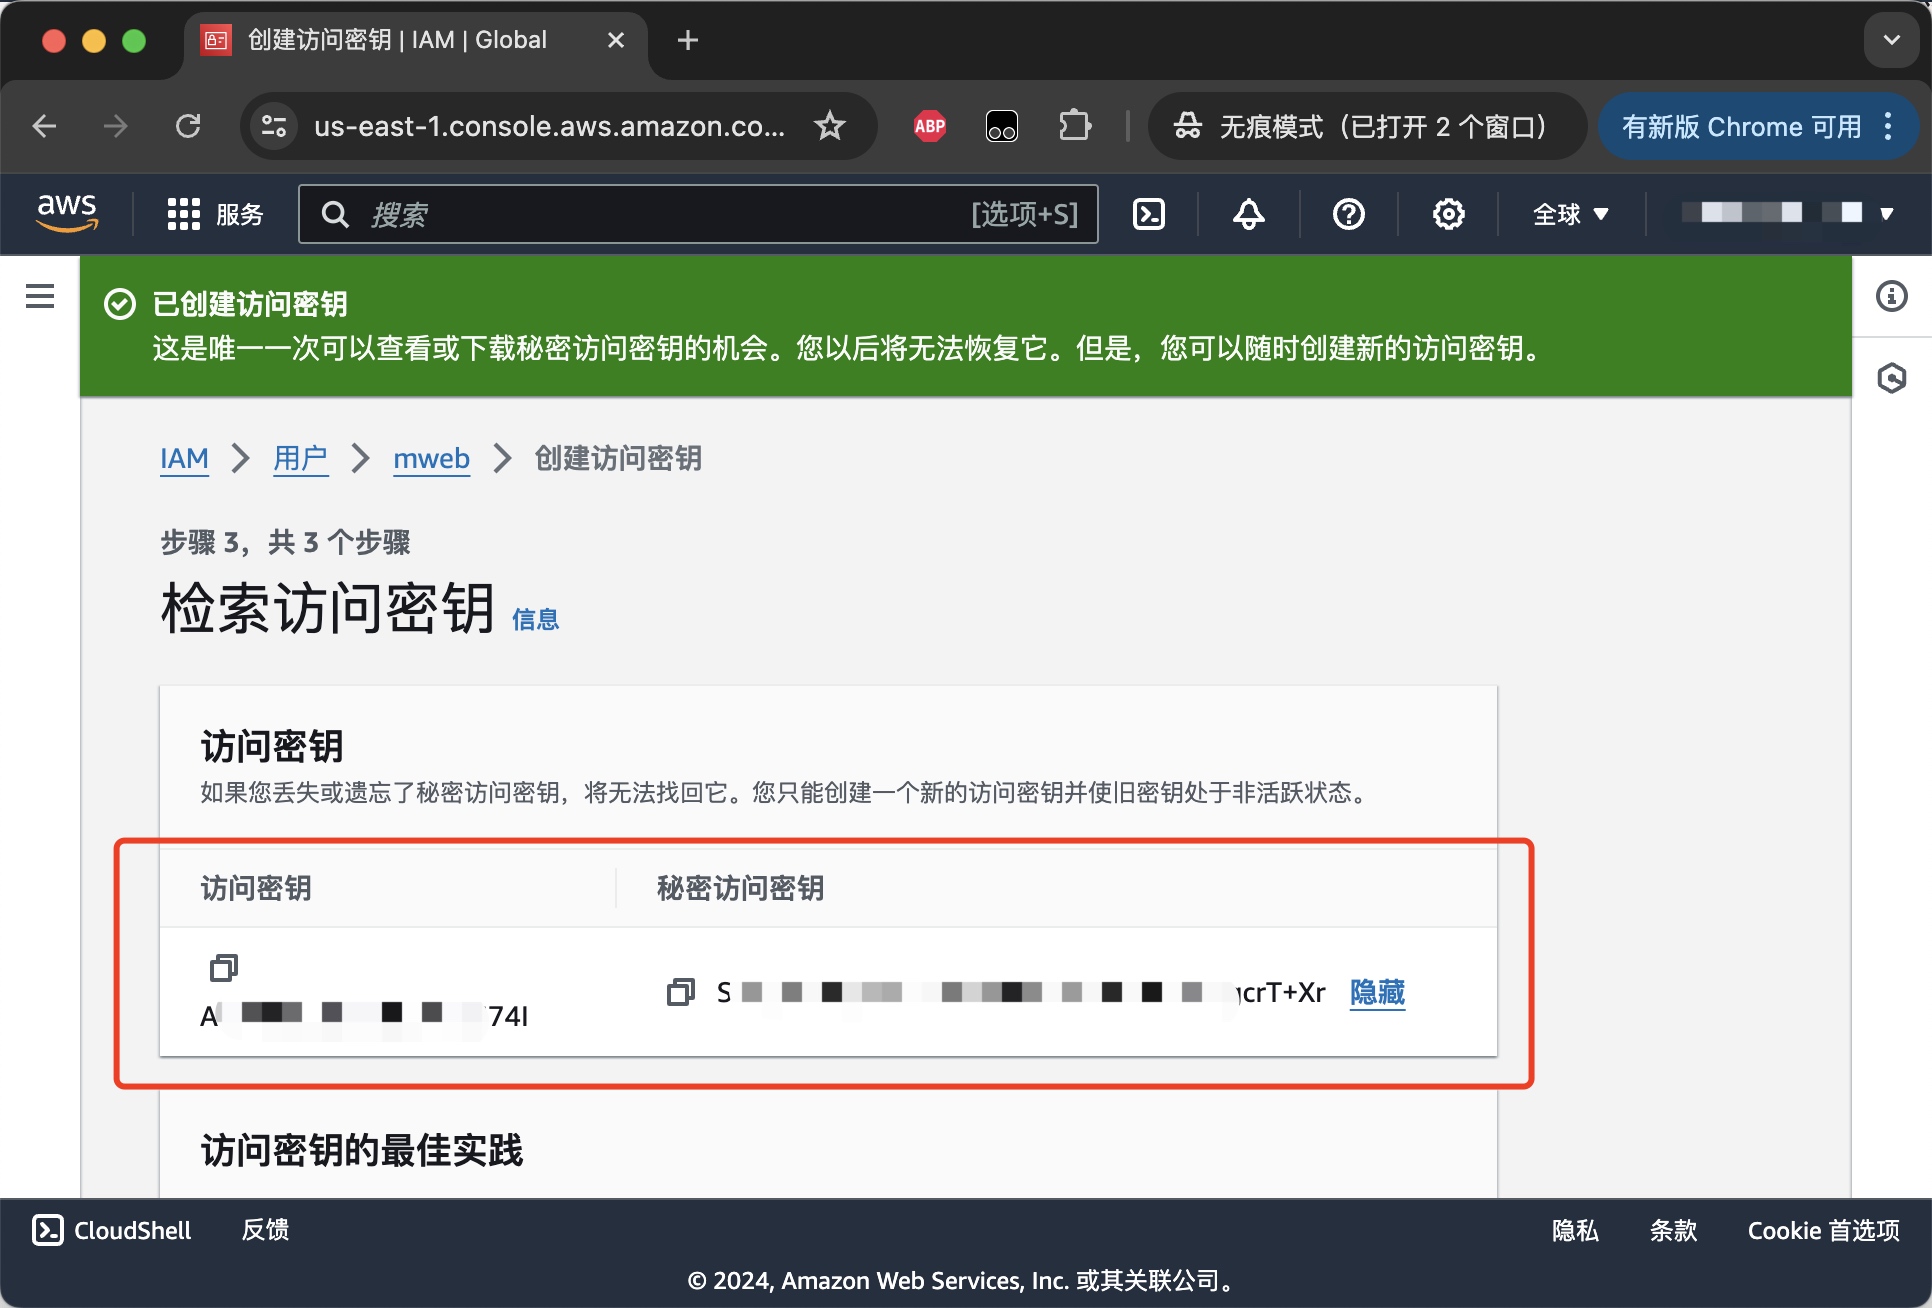 创建访问密钥 | IAM | Global
us-east-1.console.aws.amazon.co...
ABP
无痕模式（已打开 2 个窗口）
有新版 Chrome 可用
aws
服务
搜索
[选项+S]
全球
已创建访问密钥
这是唯一一次可以查看或下载秘密访问密钥的机会。您以后将无法恢复它。但是，您可以随时创建新的访问密钥。
IAM
用户
mweb
创建访问密钥
步骤 3，共 3 个步骤
检索访问密钥 信息
访问密钥
如果您丢失或遗忘了秘密访问密钥，将无法找回它。您只能创建一个新的访问密钥并使旧密钥处于非活跃状态。
访问密钥
秘密访问密钥
A
74I
S
crT+Xr
隐藏
访问密钥的最佳实践
CloudShell
反馈
隐私
条款
Cookie 首选项
© 2024, Amazon Web Services, Inc. 或其关联公司。